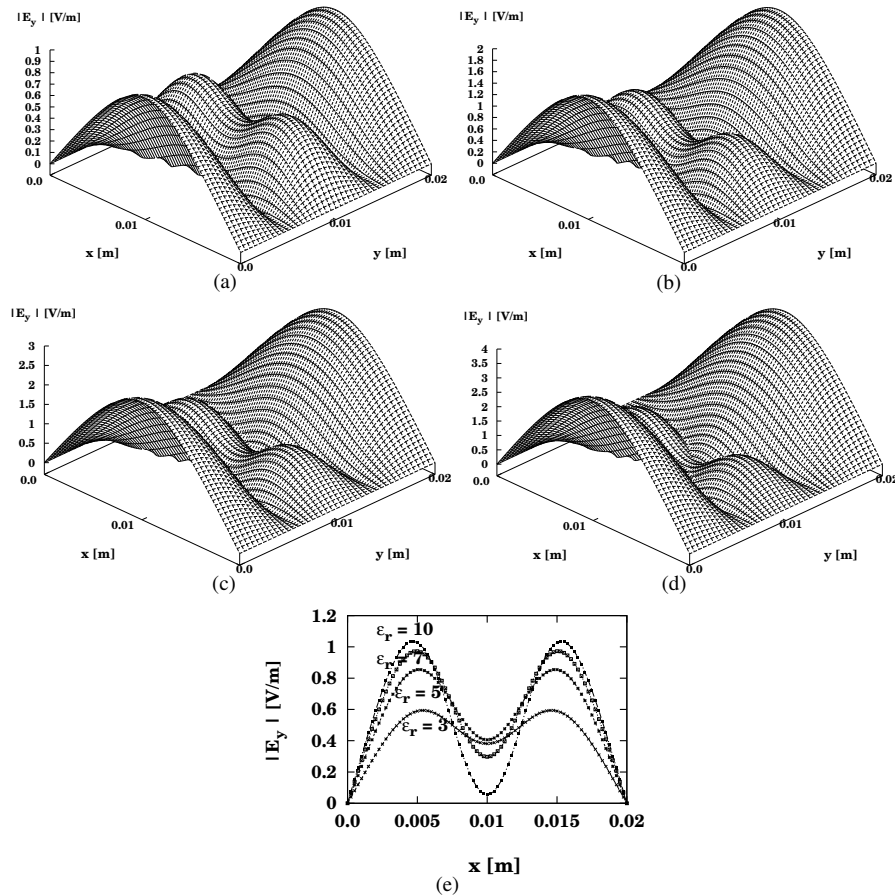 |E_y | [V/m]
1
0.9
0.8
0.7
0.6
0.5
0.4
0.3
0.2
0.1
0
0.0
0.01
x [m]
0.0
0.01
0.02
y [m]
(a)
|E_y | [V/m]
2
1.8
1.6
1.4
1.2
1
0.8
0.6
0.4
0.2
0
0.0
0.01
x [m]
0.0
0.01
0.02
y [m]
(b)
|E_y | [V/m]
3
2.5
2
1.5
1
0.5
0
0.0
0.01
x [m]
0.0
0.01
0.02
y [m]
(c)
|E_y | [V/m]
4
3.5
3
2.5
2
1.5
1
0.5
0
0.0
0.01
x [m]
0.0
0.01
0.02
y [m]
(d)
|E_y | [V/m]
1.2
1
0.8
0.6
0.4
0.2
0
ε_r = 10
ε_r = 7
ε_r = 5
ε_r = 3
0.0 0.005 0.01 0.015 0.02
x [m]
(e)